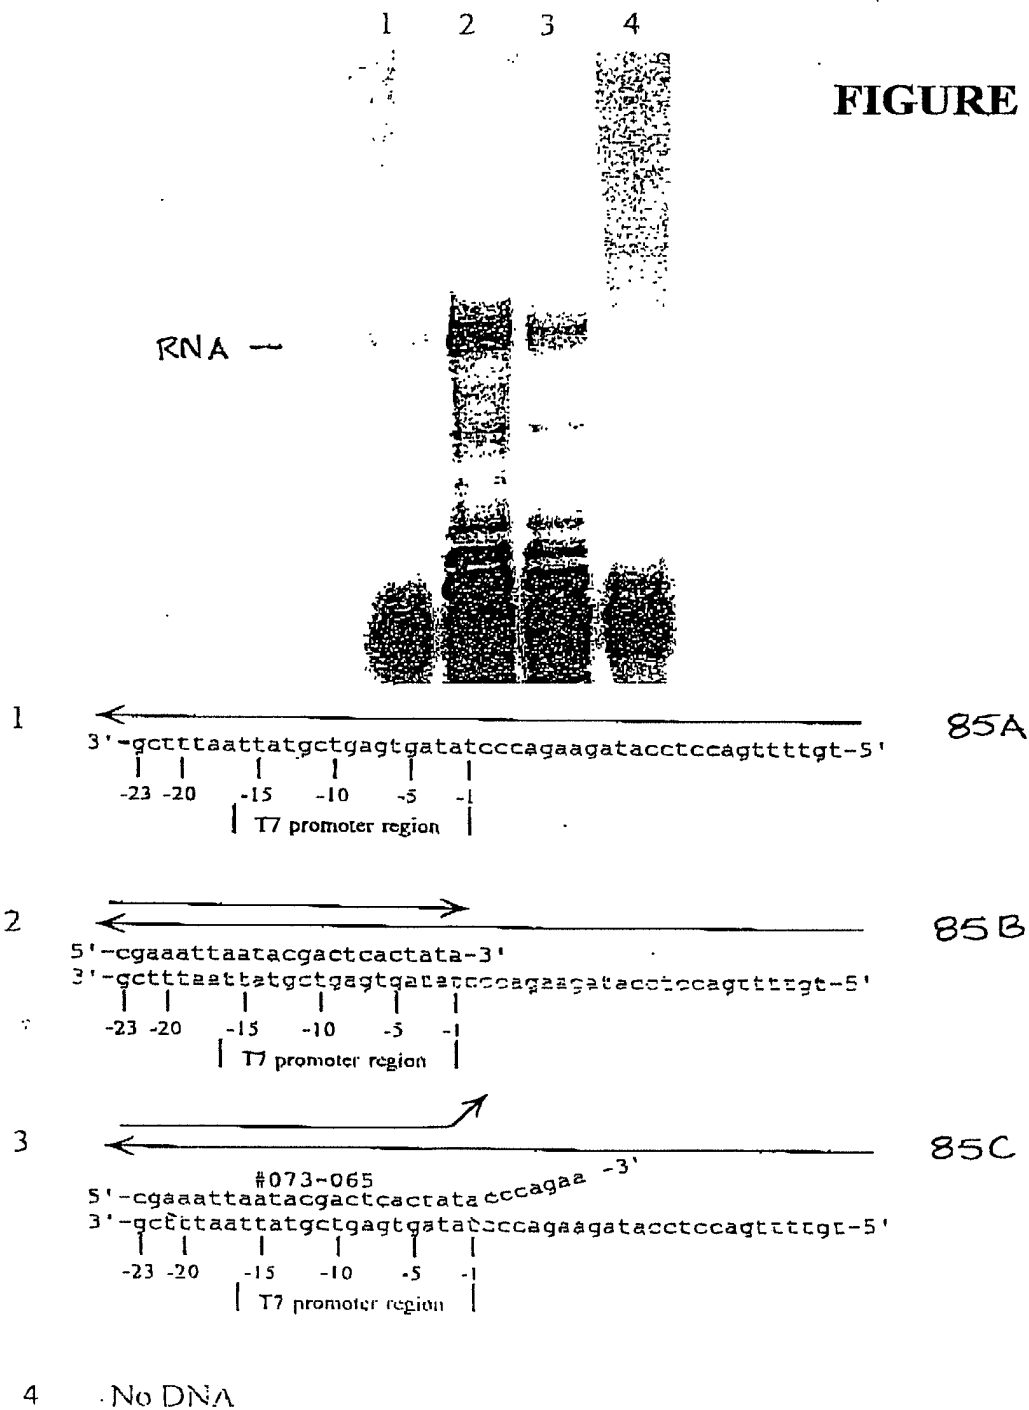 1 2 3 4
FIGURE
RNA —
1
85A
3'-gctttaattatgctgagtgatatcccagaagatacctccagttttgt-5'
-23 -20 -15 -10 -5 -1
T7 promoter region
2
85B
5'-cgaaattaatacgactcactata-3'
3'-gctttaattatgctgagtgatatcccagaagatacctccagttttgt-5'
-23 -20 -15 -10 -5 -1
T7 promoter region
3
85C
#073-065
5'-cgaaattaatacgactcactatacccagaa -3'
3'-gctttaattatgctgagtgatatcccagaagatacctccagttttgt-5'
-23 -20 -15 -10 -5 -1
T7 promoter region
4 No DNA